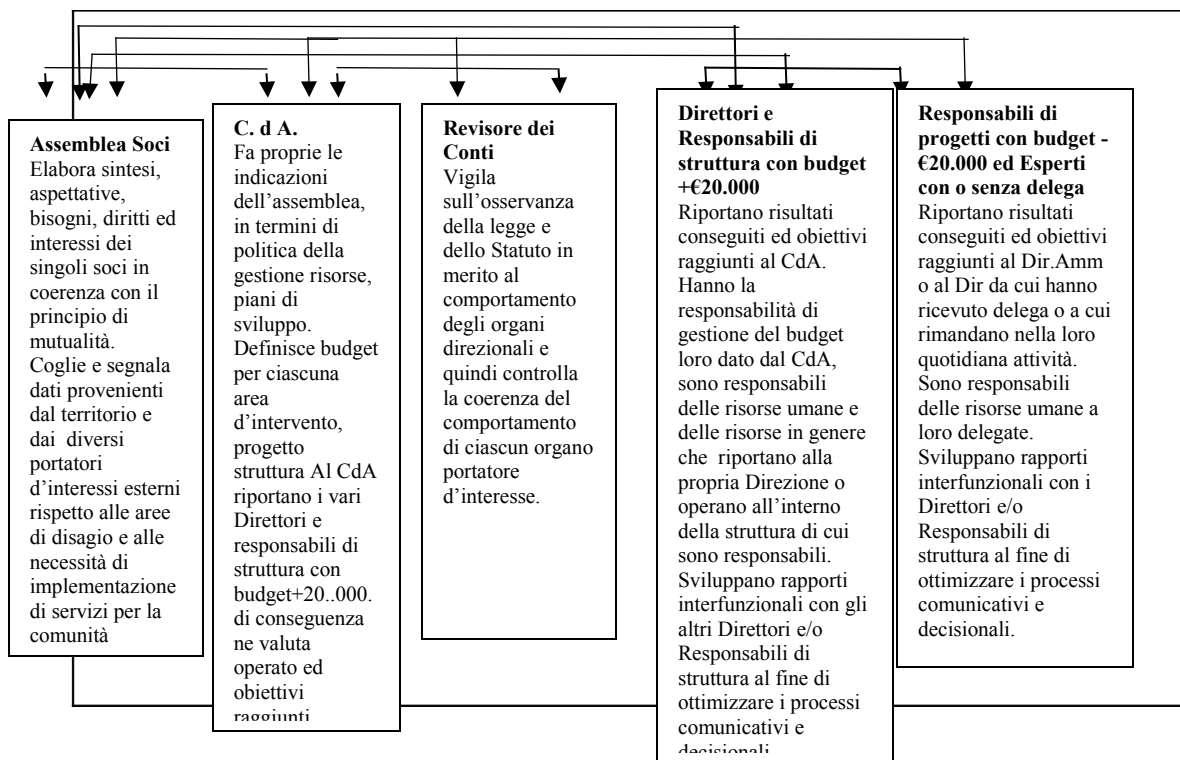 Assemblea Soci
Elabora sintesi,
aspettative,
bisogni, diritti ed
interessi dei
singoli soci in
coerenza con il
principio di
mutualità.
Coglie e segnala
dati provenienti
dal territorio e
dai diversi
portatori
d'interessi esterni
rispetto alle aree
di disagio e alle
necessità di
implementazione
di servizi per la
comunità
C. d A.
Fa proprie le
indicazioni
dell'assemblea,
in termini di
politica della
gestione risorse,
piani di
sviluppo.
Definisce budget
per ciascuna
area
d'intervento,
progetto
struttura Al CdA
riportano i vari
Direttori e
responsabili di
struttura con
budget+20..000.
di conseguenza
ne valuta
operato ed
obiettivi
raggiunti
Revisore dei
Conti
Vigila
sull'osservanza
della legge e
dello Statuto in
merito al
comportamento
degli organi
direzionali e
quindi controlla
la coerenza del
comportamento
di ciascun organo
portatore
d'interesse.
Direttori e
Responsabili di
struttura con budget
+€20.000
Riportano risultati
conseguiti ed obiettivi
raggiunti al CdA.
Hanno la
responsabilità di
gestione del budget
loro dato dal CdA,
sono responsabili
delle risorse umane e
delle risorse in genere
che riportano alla
propria Direzione o
operano all'interno
della struttura di cui
sono responsabili.
Sviluppano rapporti
interfunzionali con gli
altri Direttori e/o
Responsabili di
struttura al fine di
ottimizzare i processi
comunicativi e
decisionali
Responsabili di
progetti con budget -
€20.000 ed Esperti
con o senza delega
Riportano risultati
conseguiti ed obiettivi
raggiunti al Dir.Amm
o al Dir da cui hanno
ricevuto delega o a cui
rimandano nella loro
quotidiana attività.
Sono responsabili
delle risorse umane a
loro delegate.
Sviluppano rapporti
interfunzionali con i
Direttori e/o
Responsabili di
struttura al fine di
ottimizzare i processi
comunicativi e
decisionali.